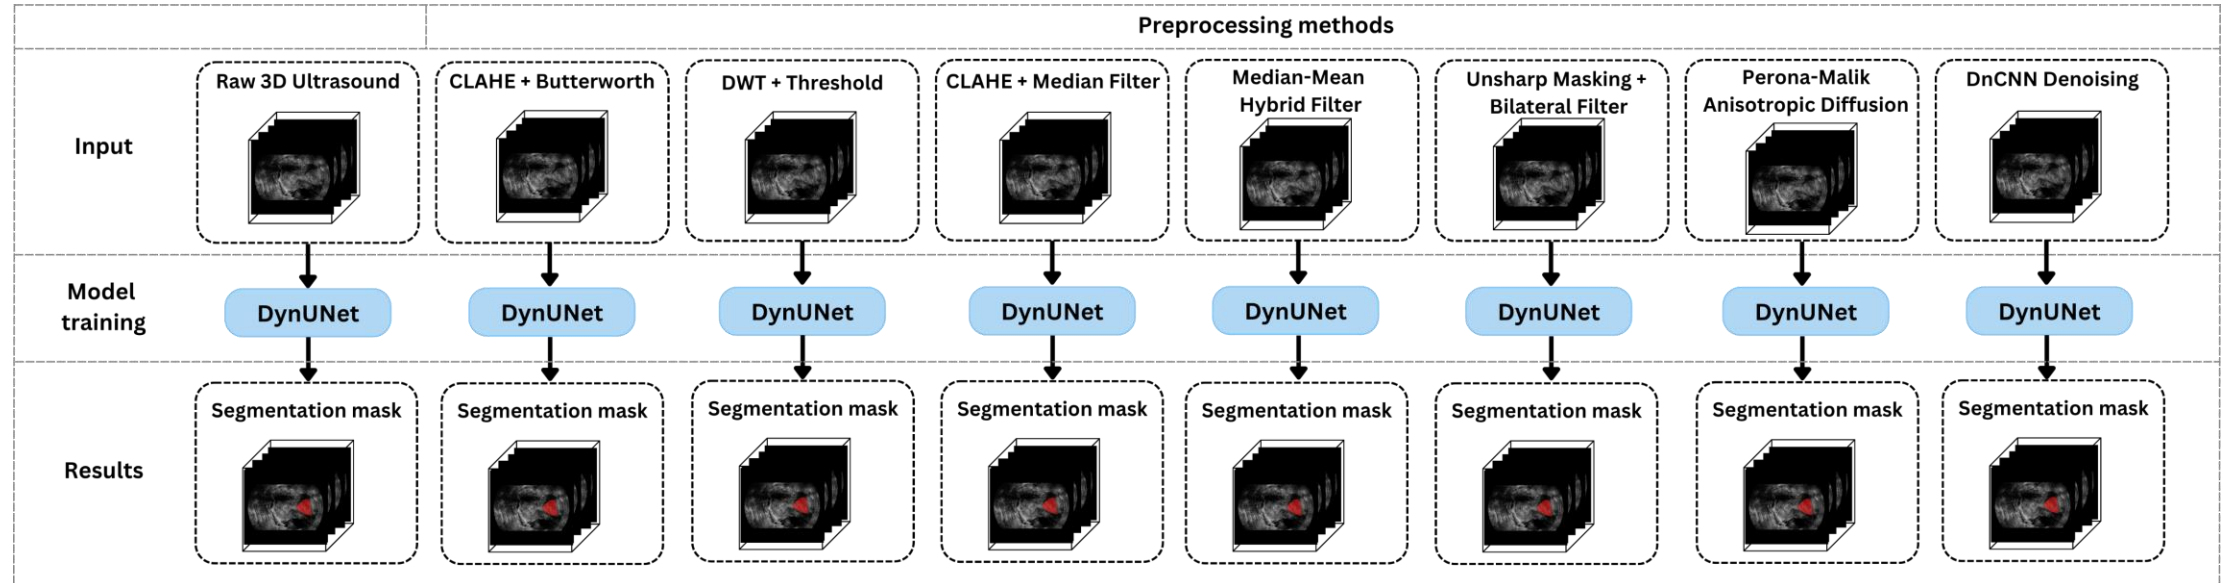 Preprocessing methods
Input
Raw 3D Ultrasound
CLAHE + Butterworth
DWT + Threshold
CLAHE + Median Filter
Median-Mean
Hybrid Filter
Unsharp Masking +
Bilateral Filter
Perona-Malik
Anisotropic Diffusion
DnCNN Denoising
Model
training
DynUNet
DynUNet
DynUNet
DynUNet
DynUNet
DynUNet
DynUNet
DynUNet
Results
Segmentation mask
Segmentation mask
Segmentation mask
Segmentation mask
Segmentation mask
Segmentation mask
Segmentation mask
Segmentation mask